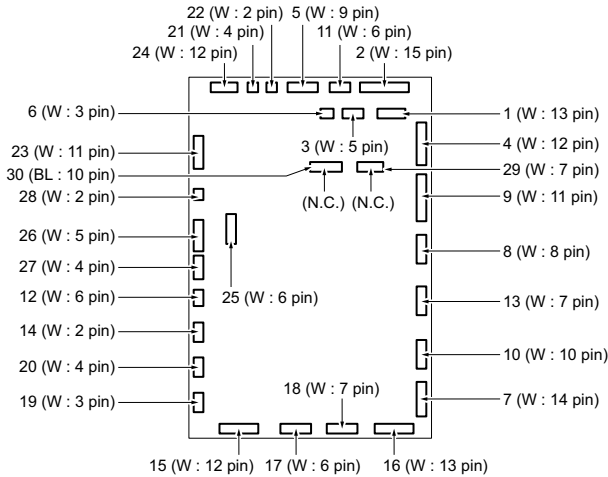 22 (W : 2 pin)
5 (W : 9 pin)
21 (W : 4 pin)
11 (W : 6 pin)
24 (W : 12 pin)
2 (W : 15 pin)
6 (W : 3 pin)
1 (W : 13 pin)
3 (W : 5 pin)
4 (W : 12 pin)
23 (W : 11 pin)
29 (W : 7 pin)
30 (BL : 10 pin)
28 (W : 2 pin)
(N.C.) (N.C.)
9 (W : 11 pin)
26 (W : 5 pin)
8 (W : 8 pin)
27 (W : 4 pin)
12 (W : 6 pin)
25 (W : 6 pin)
13 (W : 7 pin)
14 (W : 2 pin)
10 (W : 10 pin)
20 (W : 4 pin)
18 (W : 7 pin)
19 (W : 3 pin)
7 (W : 14 pin)
15 (W : 12 pin)
17 (W : 6 pin)
16 (W : 13 pin)